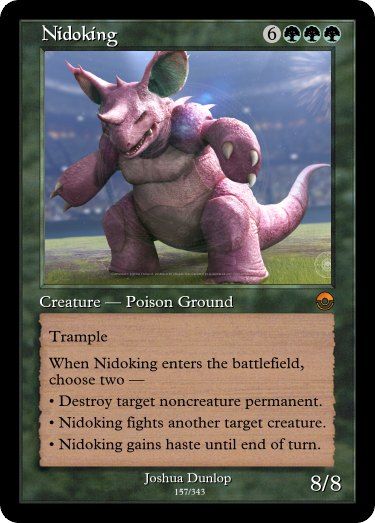 Nidoking 6
Creature — Poison Ground
Trample
When Nidoking enters the battlefield,
choose two —
• Destroy target noncreature permanent.
• Nidoking fights another target creature.
• Nidoking gains haste until end of turn.
Joshua Dunlop
157/343
8/8